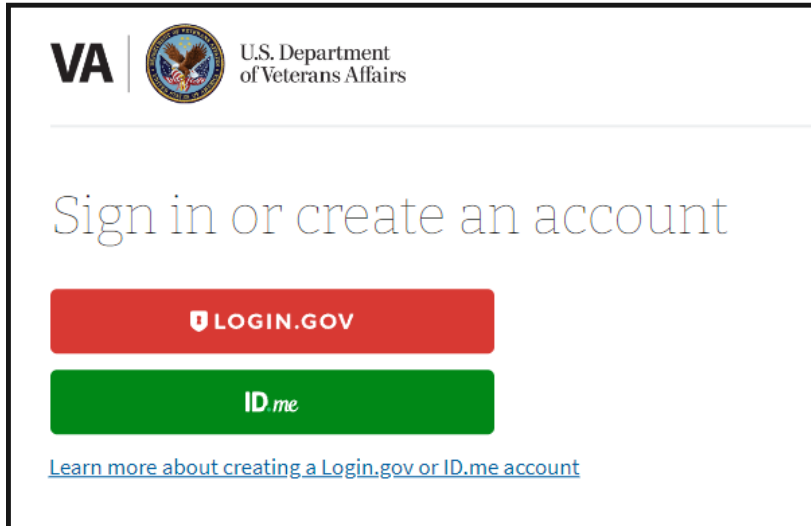 VA
U.S. Department
of Veterans Affairs
Sign in or create an account
LOGIN.GOV
ID.me
Learn more about creating a Login.gov or ID.me account